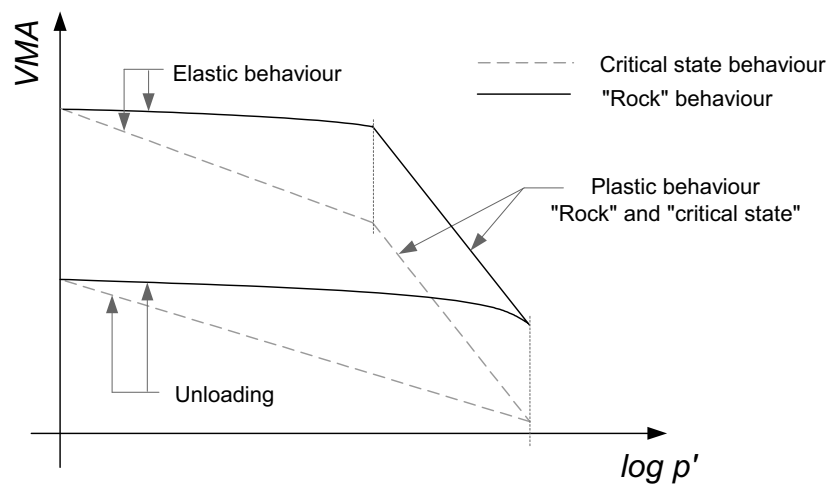 VMA
Elastic behaviour
Critical state behaviour
"Rock" behaviour
Plastic behaviour
"Rock" and "critical state"
Unloading
log p'